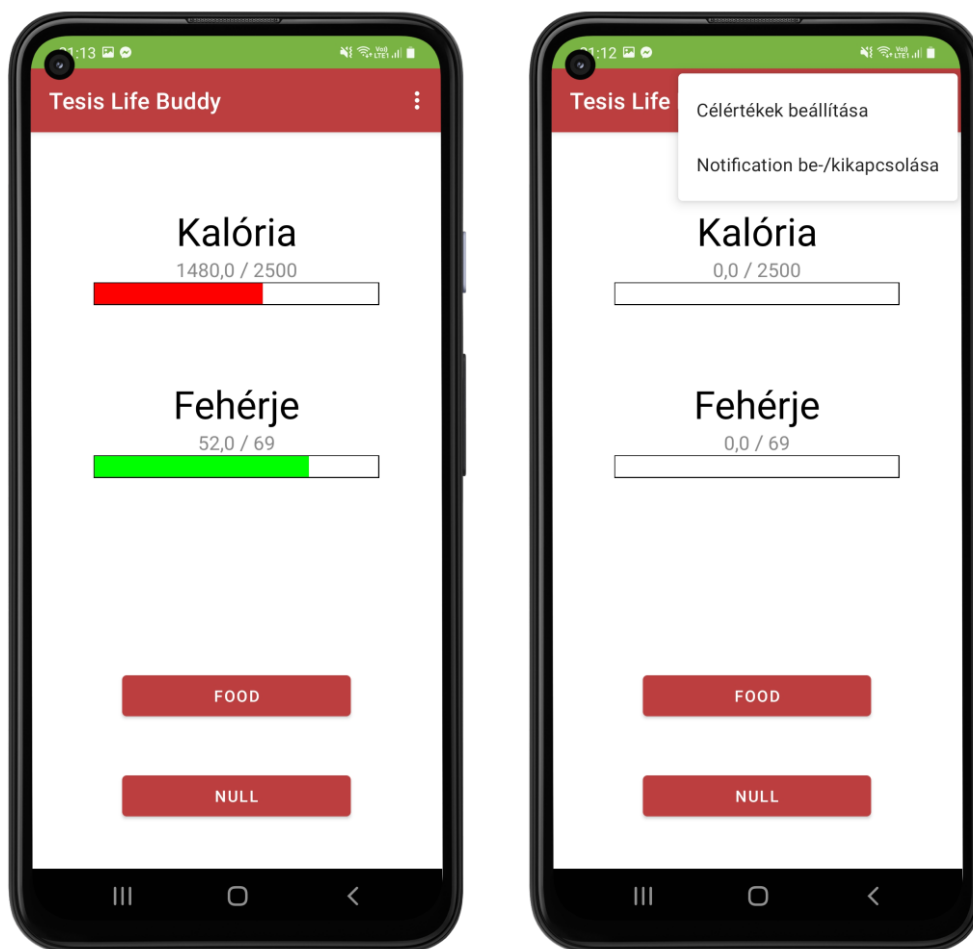 21:13
Tesis Life Buddy
Kalória
1480,0 / 2500
Fehérje
52,0 / 69
FOOD
NULL
:12
Tesis Life
Célértékek beállítása
Notification be-/kikapcsolása
Kalória
0,0 / 2500
Fehérje
0,0 / 69
FOOD
NULL